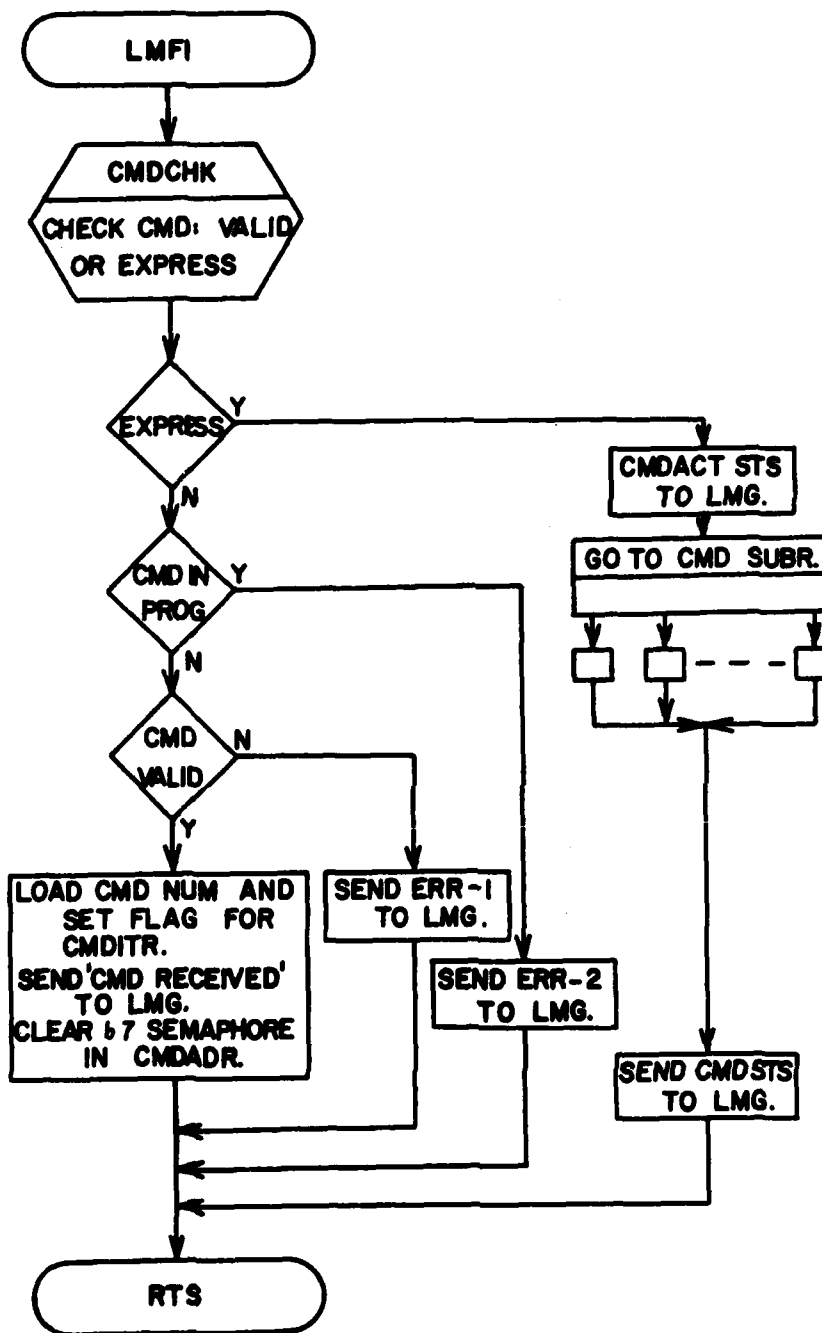 LMFI
CMDCHK
CHECK CMD: VALID
OR EXPRESS
EXPRESS
Y
N
CMDACT STS
TO LMG.
GO TO CMD SUBR.
CMD IN
PROG
Y
N
CMD
VALID
N
Y
LOAD CMD NUM AND
SET FLAG FOR
CMDITR.
SEND 'CMD RECEIVED'
TO LMG.
CLEAR b7 SEMAPHORE
IN CMDADR.
SEND ERR-1
TO LMG.
SEND ERR-2
TO LMG.
SEND CMDSTS
TO LMG.
RTS